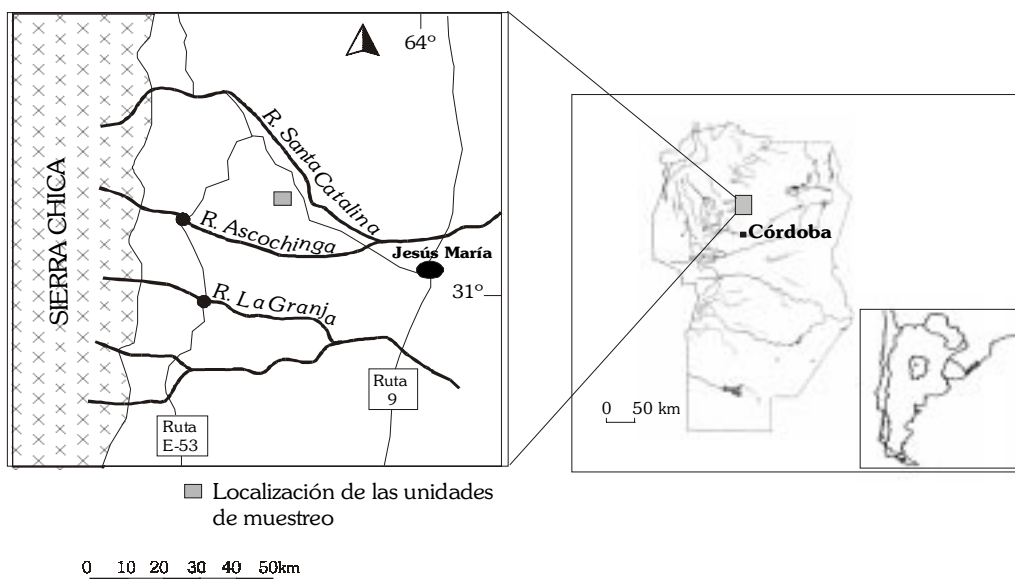 64°
R. Santa Catalina
SIERRA CHICA
R. Ascochinga
Jesús María
31°
R. La Granja
Ruta
9
Ruta
E-53
Localización de las unidades
de muestreo
0 10 20 30 40 50km
Córdoba
0 50 km